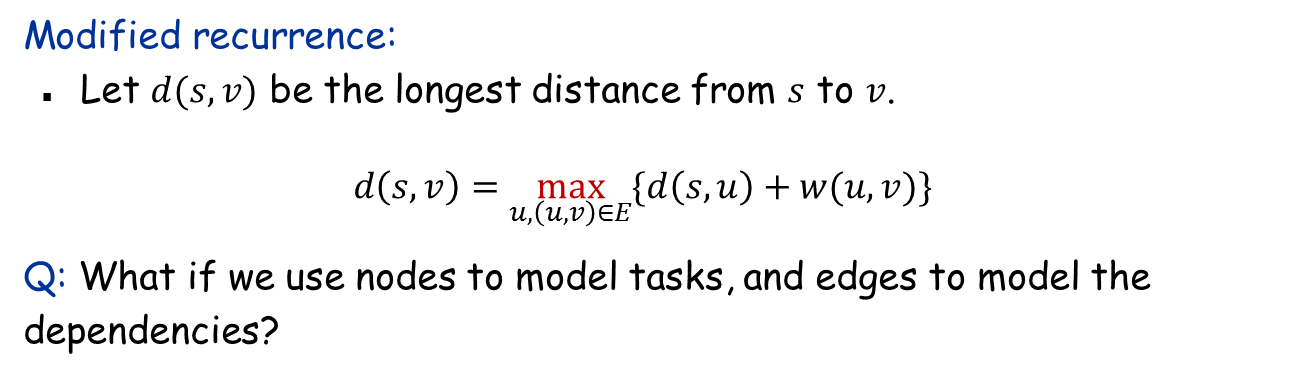 Modified recurrence:
▪ Let 𝑑(𝑠, 𝑣) be the longest distance from 𝑠 to 𝑣.
𝑑(𝑠, 𝑣) = max {𝑑(𝑠, 𝑢) + 𝑤(𝑢, 𝑣)}
𝑢,(𝑢,𝑣)∈𝐸
Q: What if we use nodes to model tasks, and edges to model the
dependencies?